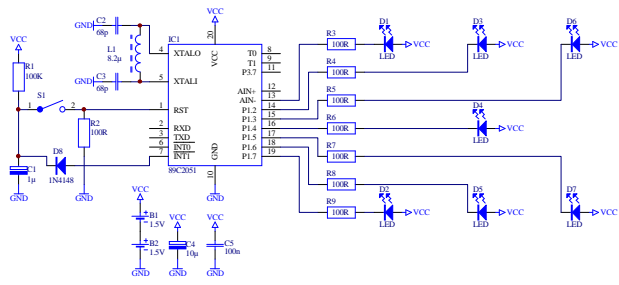 C2
GND
68p
VCC
IC1
VCC
20
R3
100R
D1
VCC
LED
D3
VCC
LED
D6
VCC
LED
VCC
R1
100K
L1
8.2µ
4
XTALO
VCC
T0
8
T1
9
P3.7
11
R4
100R
C3
GND
68p
5
XTALI
AIN+
12
AIN-
13
R5
100R
S1
1
2
1
RST
P1.2
14
P1.3
15
R6
100R
D4
VCC
LED
R2
100R
2
RXD
3
TXD
P1.4
16
P1.5
17
R7
100R
D8
1N4148
6
INT0
7
INT1
GND
P1.6
18
P1.7
19
C1
1µ
89C2051
10
R8
100R
GND
GND
GND
R9
100R
D2
VCC
LED
D5
VCC
LED
D7
VCC
LED
VCC
B1
1.5V
B2
1.5V
GND
VCC
C4
10µ
GND
VCC
C5
100n
GND